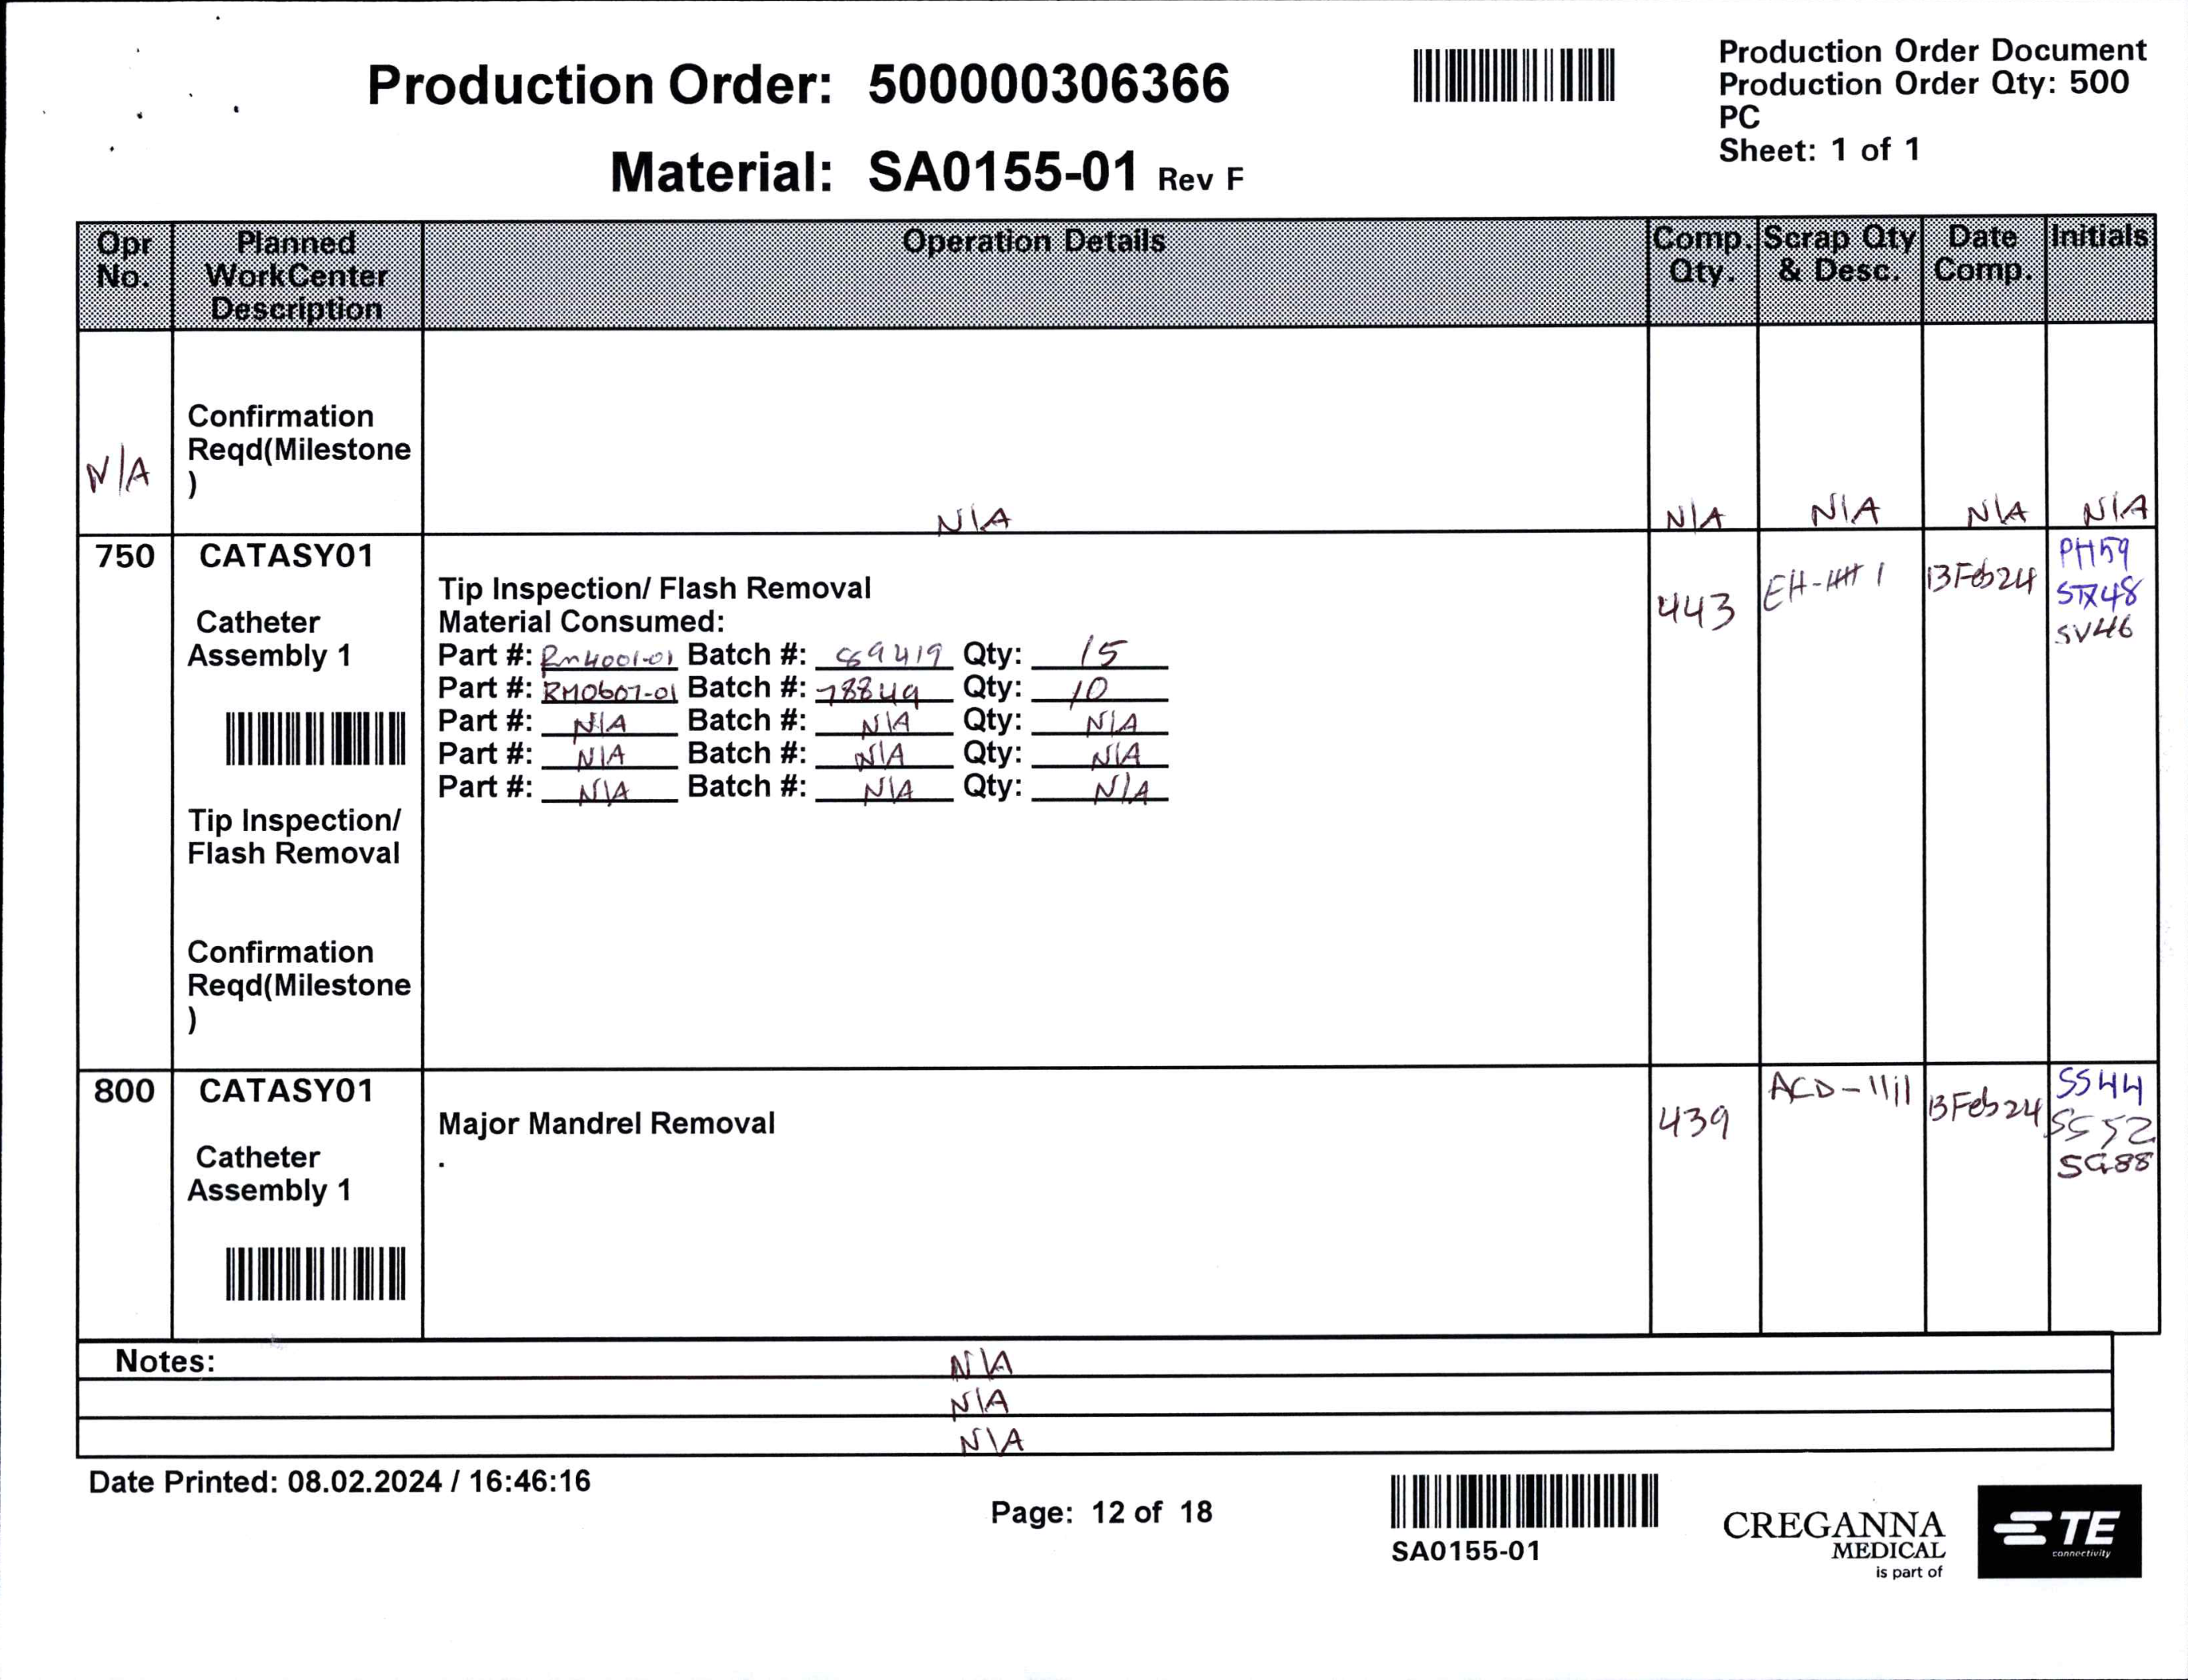 Production Order: 500000306366
Material: SA0155-01 Rev F
Production Order Document
Production Order Qty: 500
PC
Sheet: 1 of 1
Opr No. Planned WorkCenter Description Operation Details Comp. Qty. Scrap Qty & Desc. Date Comp. Initials
Confirmation
Reqd(Milestone
N/A )
N/A N/A N/A N/A N/A
750 CATASY01
Catheter
Assembly 1
Tip Inspection/
Flash Removal
Confirmation
Reqd(Milestone
)
Tip Inspection/ Flash Removal
Material Consumed:
Part #: Rm4001-01 Batch #: 89419 Qty: 15
Part #: RM0607-01 Batch #: 78849 Qty: 10
Part #: N/A Batch #: N/A Qty: N/A
Part #: N/A Batch #: N/A Qty: N/A
Part #: N/A Batch #: N/A Qty: N/A
443
EH-
13Feb24
PH59
SV46
800 CATASY01
Catheter
Assembly 1
Major Mandrel Removal
.
439
ACD-1111
13Feb24
SS44
SS52
SG88
Notes: N/A
N/A
N/A
Date Printed: 08.02.2024 / 16:46:16
Page: 12 of 18
SA0155-01
CREGANNA
MEDICAL
is part of
TE
connectivity